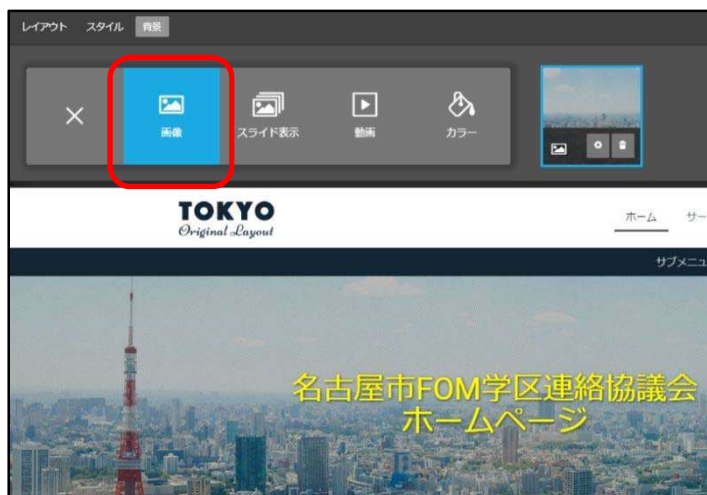 レイアウト スタイル 背景
画像 スライド表示 動画 カラー
TOKYO
Original Layout
ホーム サー
サブメニュ
名古屋市FOM学区連絡協議会
ホームページ